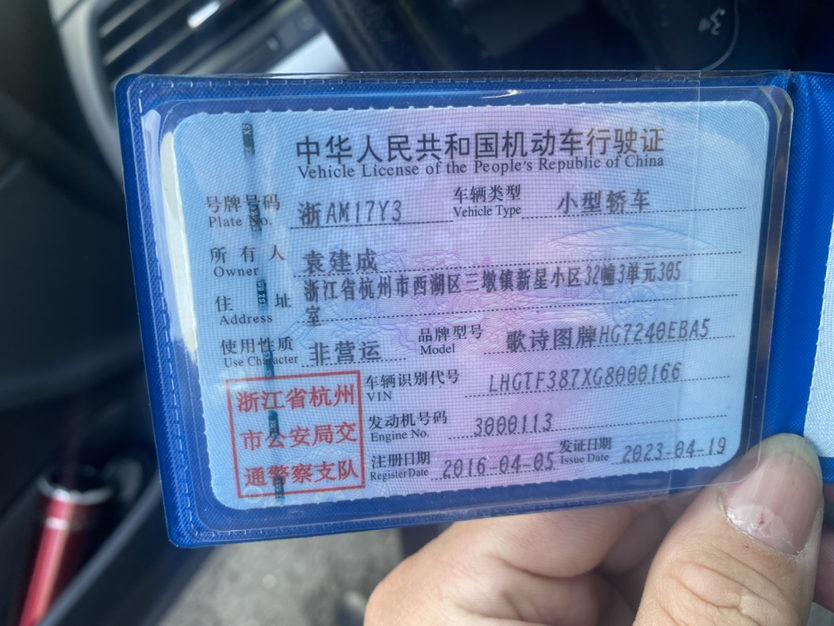 中华人民共和国机动车行驶证
Vehicle License of the People's Republic of China
号牌号码 浙AM17Y3 车辆类型 小型轿车
Plate No. Vehicle Type
所有人 袁建成
Owner
住址 浙江省杭州市西湖区三墩镇新星小区32幢3单元305
Address 室
使用性质 非营运 品牌型号 歌诗图牌HG7240EBA5
Use Character Model
浙江省杭州
市公安局交
通警察支队
车辆识别代号 LHGTF387XG8000166
VIN
发动机号码 3000113
Engine No.
注册日期 2016-04-05 发证日期 2023-04-19
Register Date Issue Date